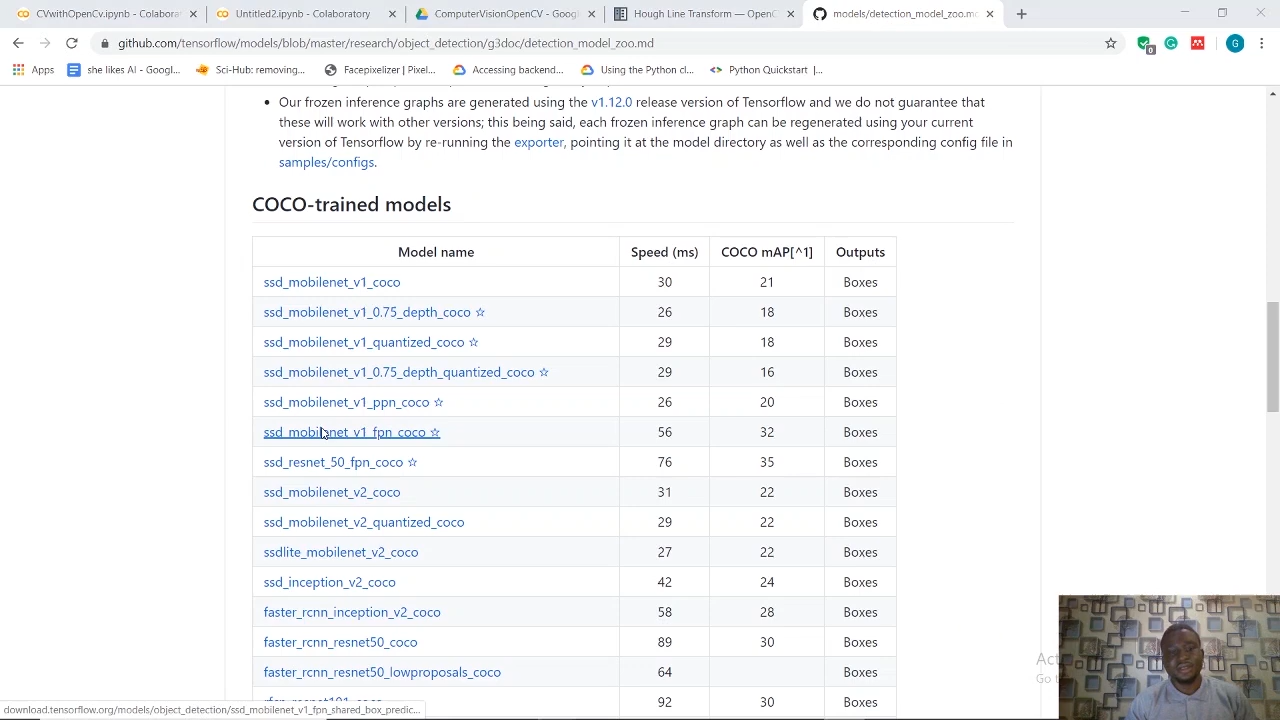 CVwithOpenCv.ipynb - Colaborat
Untitled2.ipynb - Colaboratory
ComputervisionOpenCV - Googl
Hough Line Transform — OpenC
models/detection_model_zoo.md
github.com/tensorflow/models/blob/master/research/object_
c/detection_model_zoo.md
0
G
Apps
she likes AI - Googl...
Sci-Hub: removing...
Facepixelizer | Pixel...
Accessing backend...
Using the Python cl...
Python Quickstart |...
• Our frozen inference graphs are generated using the v1.12.0 release version of Tensorflow and we do not guarantee that
these will work with other versions; this being said, each frozen inference graph can be regenerated using your current
version of Tensorflow by re-running the exporter, pointing it at the model directory as well as the corresponding config file in
samples/configs.
COCO-trained models
Model name Speed (ms) COCO mAP[^1] Outputs
ssd_mobilenet_v1_coco 30 21 Boxes
ssd_mobilenet_v1_0.75_depth_coco ☆ 26 18 Boxes
ssd_mobilenet_v1_quantized_coco ☆ 29 18 Boxes
ssd_mobilenet_v1_0.75_depth_quantized_coco ☆ 29 16 Boxes
ssd_mobilenet_v1_ppn_coco ☆ 26 20 Boxes
ssd_mobilenet_v1_fpn_coco ☆ 56 32 Boxes
ssd_resnet_50_fpn_coco ☆ 76 35 Boxes
ssd_mobilenet_v2_coco 31 22 Boxes
ssd_mobilenet_v2_quantized_coco 29 22 Boxes
ssdlite_mobilenet_v2_coco 27 22 Boxes
ssd_inception_v2_coco 42 24 Boxes
faster_rcnn_inception_v2_coco 58 28 Boxes
faster_rcnn_resnet50_coco 89 30 Boxes
faster_rcnn_resnet50_lowproposals_coco 64 Boxes
92 30 Boxes
Go t
download.tensorflow.org/models/object_detection/ssd_mobilenet_v1_fpn_shared_box_predic...